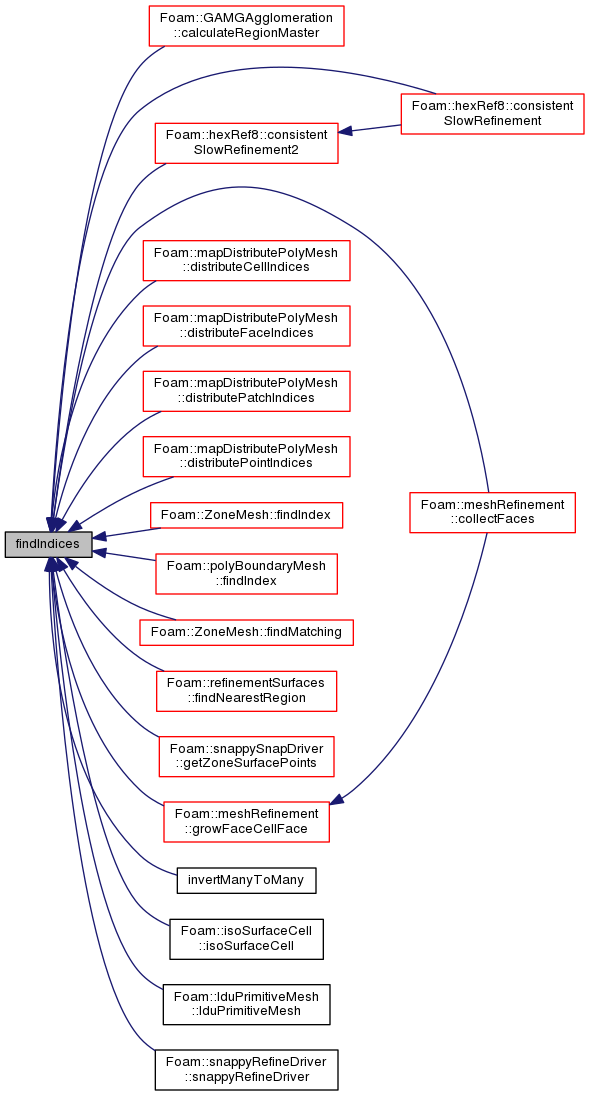 Foam::GAMGAgglomeration
::calculateRegionMaster
Foam::hexRef8::consistent
SlowRefinement
Foam::hexRef8::consistent
SlowRefinement2
Foam::mapDistributePolyMesh
::distributeCellIndices
Foam::mapDistributePolyMesh
::distributeFaceIndices
Foam::mapDistributePolyMesh
::distributePatchIndices
Foam::mapDistributePolyMesh
::distributePointIndices
Foam::meshRefinement
::collectFaces
Foam::ZoneMesh::findIndex
findIndices
Foam::polyBoundaryMesh
::findIndex
Foam::ZoneMesh::findMatching
Foam::refinementSurfaces
::findNearestRegion
Foam::snappySnapDriver
::getZoneSurfacePoints
Foam::meshRefinement
::growFaceCellFace
invertManyToMany
Foam::isoSurfaceCell
::isoSurfaceCell
Foam::lduPrimitiveMesh
::lduPrimitiveMesh
Foam::snappyRefineDriver
::snappyRefineDriver